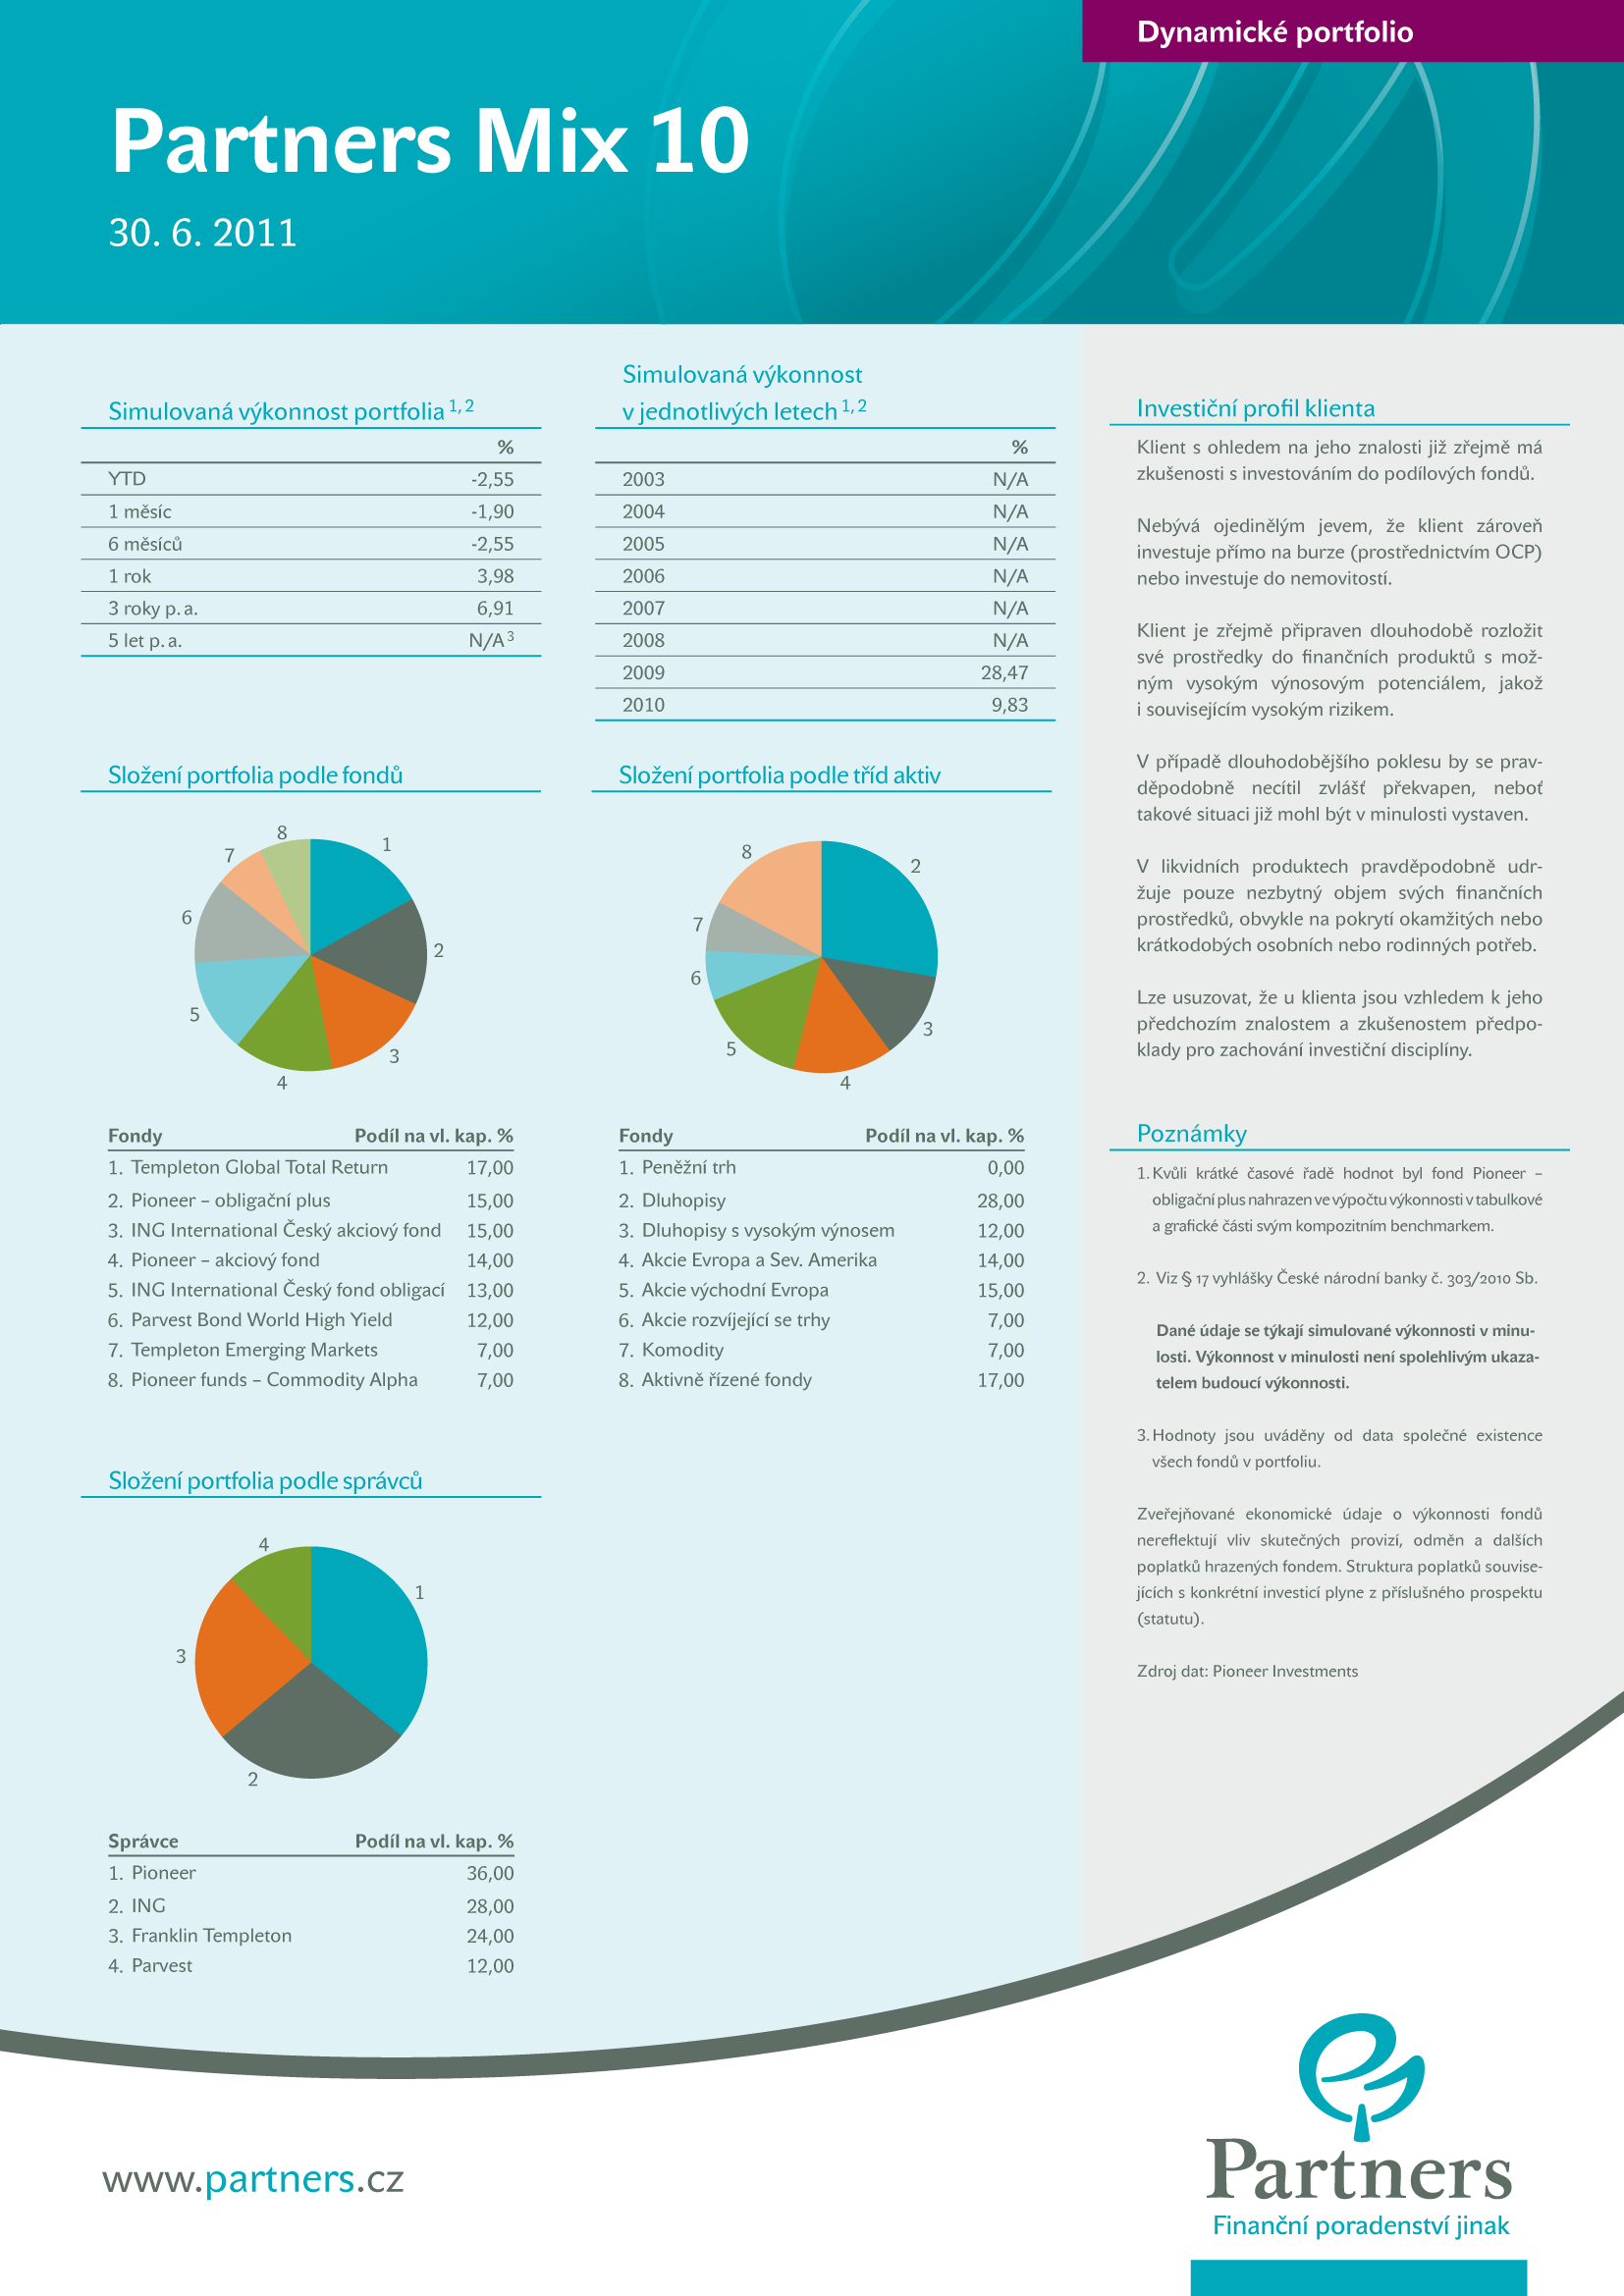 Dynamické portfolio
Partners Mix 10
30. 6. 2011
Simulovaná výkonnost portfolia 1, 2
%
YTD -2,55
1 měsíc -1,90
6 měsíců -2,55
1 rok 3,98
3 roky p. a. 6,91
5 let p. a. N/A 3
Simulovaná výkonnost
v jednotlivých letech 1, 2
%
2003 N/A
2004 N/A
2005 N/A
2006 N/A
2007 N/A
2008 N/A
2009 28,47
2010 9,83
Složení portfolia podle fondů
1
2
3
4
5
6
7
8
Fondy Podíl na vl. kap. %
1. Templeton Global Total Return 17,00
2. Pioneer – obligační plus 15,00
3. ING International Český akciový fond 15,00
4. Pioneer – akciový fond 14,00
5. ING International Český fond obligací 13,00
6. Parvest Bond World High Yield 12,00
7. Templeton Emerging Markets 7,00
8. Pioneer funds – Commodity Alpha 7,00
Složení portfolia podle tříd aktiv
2
3
4
5
6
7
8
Fondy Podíl na vl. kap. %
1. Peněžní trh 0,00
2. Dluhopisy 28,00
3. Dluhopisy s vysokým výnosem 12,00
4. Akcie Evropa a Sev. Amerika 14,00
5. Akcie východní Evropa 15,00
6. Akcie rozvíjející se trhy 7,00
7. Komodity 7,00
8. Aktivně řízené fondy 17,00
Složení portfolia podle správců
1
2
3
4
Správce Podíl na vl. kap. %
1. Pioneer 36,00
2. ING 28,00
3. Franklin Templeton 24,00
4. Parvest 12,00
Investiční profil klienta
Klient s ohledem na jeho znalosti již zřejmě má
zkušenosti s investováním do podílových fondů.
Nebývá ojedinělým jevem, že klient zároveň
investuje přímo na burze (prostřednictvím OCP)
nebo investuje do nemovitostí.
Klient je zřejmě připraven dlouhodobě rozložit
své prostředky do finančních produktů s mož-
ným vysokým výnosovým potenciálem, jakož
i souvisejícím vysokým rizikem.
V případě dlouhodobějšího poklesu by se prav-
děpodobně necítil zvlášť překvapen, neboť
takové situaci již mohl být v minulosti vystaven.
V likvidních produktech pravděpodobně udr-
žuje pouze nezbytný objem svých finančních
prostředků, obvykle na pokrytí okamžitých nebo
krátkodobých osobních nebo rodinných potřeb.
Lze usuzovat, že u klienta jsou vzhledem k jeho
předchozím znalostem a zkušenostem předpo-
klady pro zachování investiční disciplíny.
Poznámky
1. Kvůli krátké časové řadě hodnot byl fond Pioneer –
obligační plus nahrazen ve výpočtu výkonnosti v tabulkové
a grafické části svým kompozitním benchmarkem.
2. Viz § 17 vyhlášky České národní banky č. 303/2010 Sb.
Dané údaje se týkají simulované výkonnosti v minu-
losti. Výkonnost v minulosti není spolehlivým ukaza-
telem budoucí výkonnosti.
3. Hodnoty jsou uváděny od data společné existence
všech fondů v portfoliu.
Zveřejňované ekonomické údaje o výkonnosti fondů
nereflektují vliv skutečných provizí, odměn a dalších
poplatků hrazených fondem. Struktura poplatků souvise-
jících s konkrétní investicí plyne z příslušného prospektu
(statutu).
Zdroj dat: Pioneer Investments
www.partners.cz
Partners
Finanční poradenství jinak